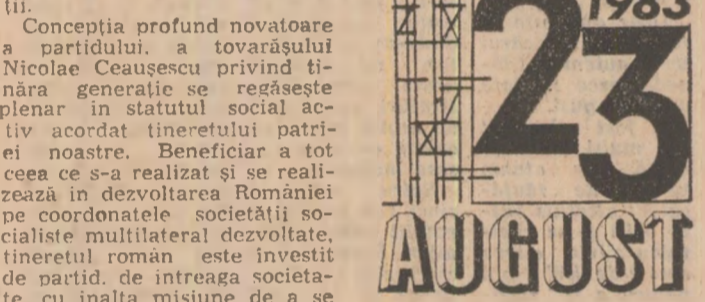 ții.
Concepția profund novatoare
a partidului, a tovarășului
Nicolae Ceaușescu privind ti-
năra generație se regăsește
plenar in statutul social ac-
tiv acordat tineretului patri-
ei noastre. Beneficiar a tot
ceea ce s-a realizat și se reali-
zează in dezvoltarea României
pe coordonatele societății so-
cialiste multilateral dezvoltate,
tineretul român este învestit
de partid, de intreaga societa-
te cu inalta misiune de a se
1983
23
AUGUST